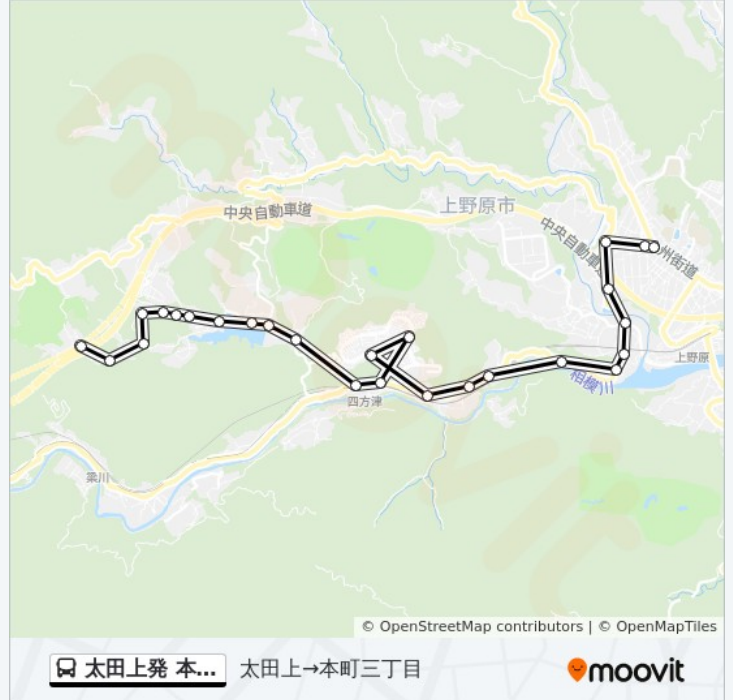 中央自動車道
上野原市
中央自動車
州街道
上野原
相模川
四方津
梁川
© OpenStreetMap contributors | © OpenMapTiles
太田上発 本... 太田上→本町三丁目
moovit